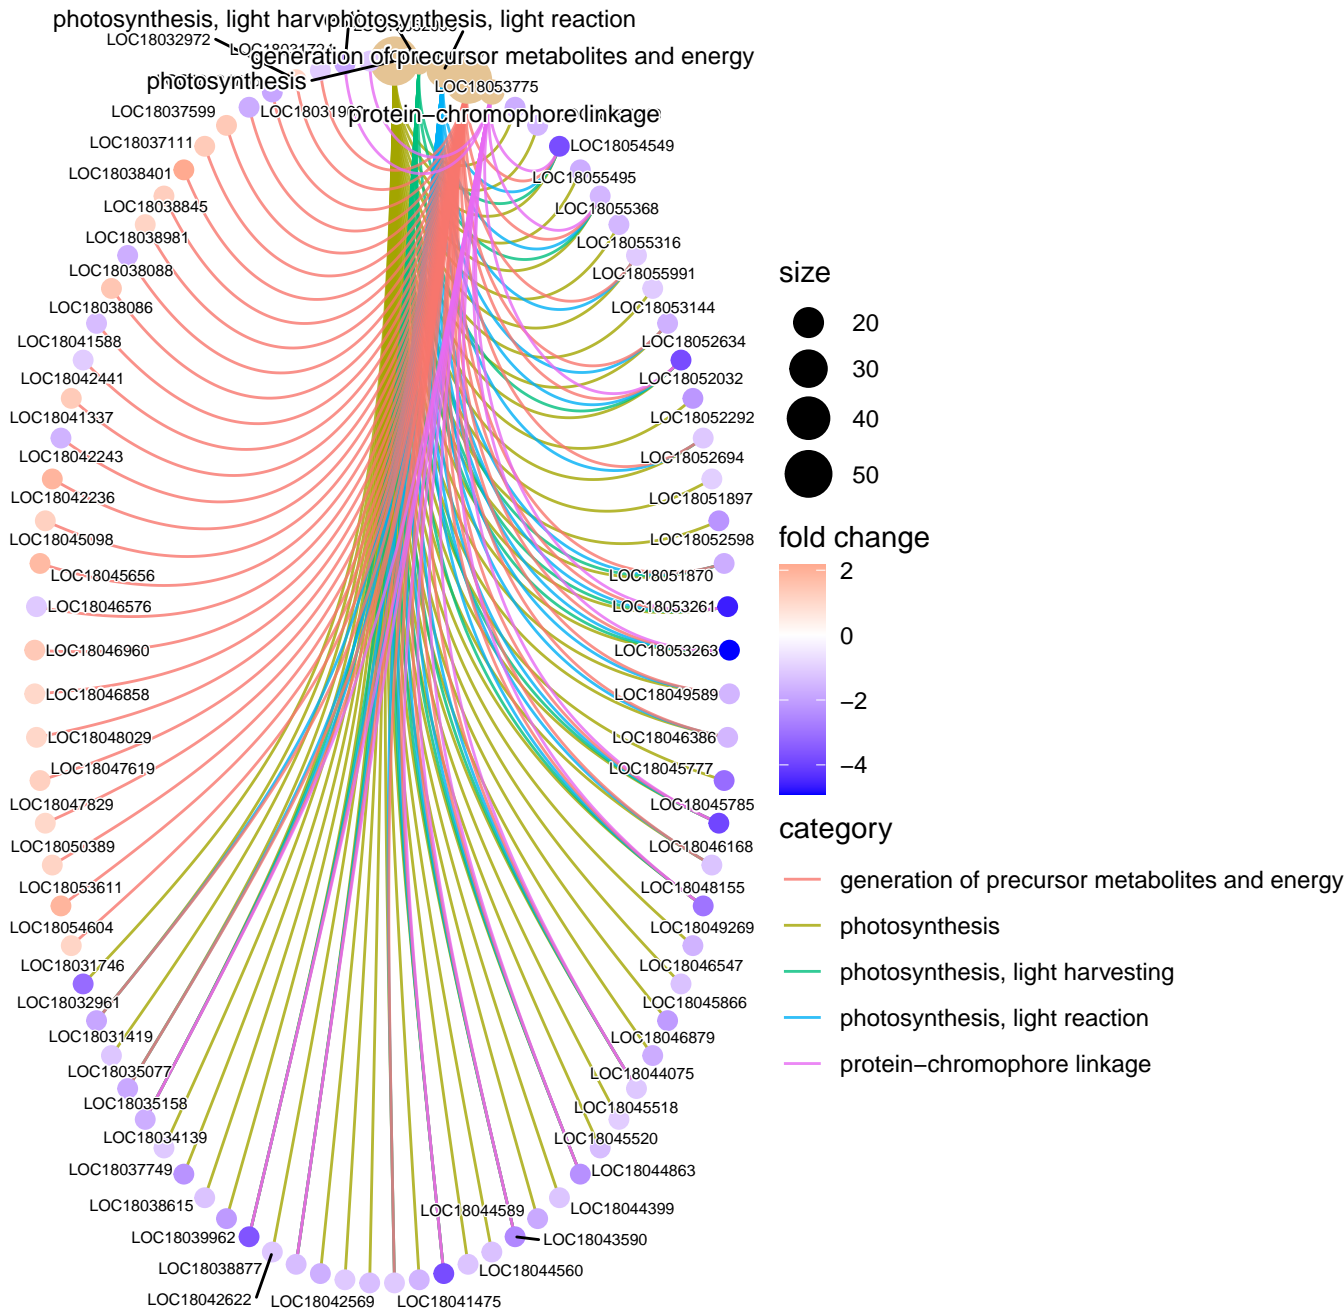 photosynthesis, light harvesting
photosynthesis, light reaction
LOC18032972
generation of precursor metabolites and energy
photosynthesis
LOC18053775
LOC18037599
protein−chromophore linkage
LOC18037111
LOC18054549
LOC18038401
LOC18055495
LOC18038845
LOC18055368
LOC18038981
LOC18055316
LOC18038088
LOC18055991
LOC18038086
LOC18053144
LOC18041588
LOC18052634
LOC18042441
LOC18052032
LOC18041337
LOC18052292
LOC18042243
LOC18052694
LOC18042236
LOC18051897
LOC18045098
LOC18052598
LOC18045656
LOC18051870
LOC18046576
LOC18053261
LOC18046960
LOC18053263
LOC18046858
LOC18049589
LOC18048029
LOC18046386
LOC18047619
LOC18045777
LOC18047829
LOC18045785
LOC18050389
LOC18046168
LOC18053611
LOC18048155
LOC18054604
LOC18049269
LOC18031746
LOC18046547
LOC18032961
LOC18045866
LOC18031419
LOC18046879
LOC18035077
LOC18044075
LOC18035158
LOC18045518
LOC18034139
LOC18045520
LOC18037749
LOC18044863
LOC18038615
LOC18044399
LOC18044589
LOC18039962
LOC18043590
LOC18038877
LOC18044560
LOC18042622
LOC18042569
LOC18041475
size
20
30
40
50
fold change
2
0
−2
−4
category
generation of precursor metabolites and energy
photosynthesis
photosynthesis, light harvesting
photosynthesis, light reaction
protein−chromophore linkage